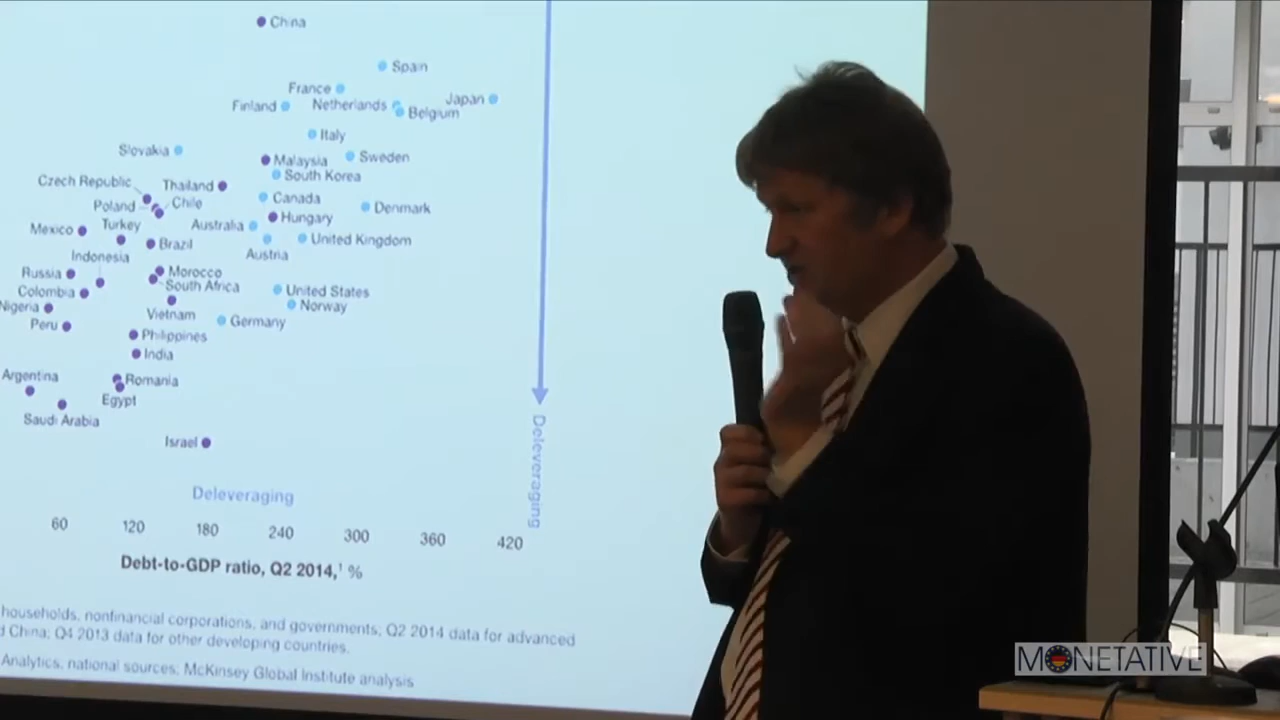 China
Spain
France
Japan
Finland
Netherlands
Belgium
Italy
Slovakia
Malaysia
Sweden
South Korea
Czech Republic
Thailand
Canada
Poland
Chile
Denmark
Hungary
Mexico
Turkey
Australia
United Kingdom
Brazil
Austria
Indonesia
Russia
Morocco
South Africa
Colombia
United States
Nigeria
Norway
Vietnam
Peru
Germany
Philippines
India
Argentina
Romania
Egypt
Saudi Arabia
Israel
Deleveraging
Deleveraging
60 120 180 240 300 360 420
Debt-to-GDP ratio, Q2 2014,¹ %
households, nonfinancial corporations, and governments; Q2 2014 data for advanced
d China; Q4 2013 data for other developing countries.
Analytics, national sources; McKinsey Global Institute analysis
MONETATIVE